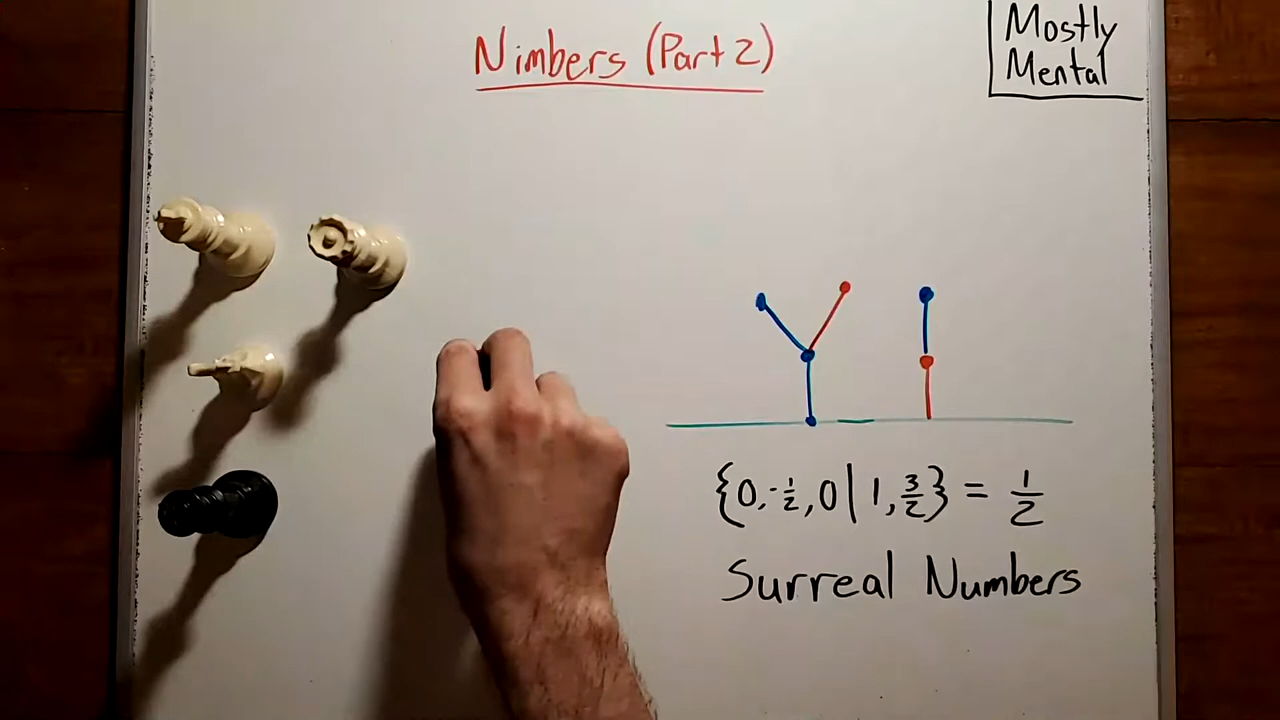 Nimbers (Part 2)
Mostly
Mental
{0,-1/2,0|1,3/2} = 1/2
Surreal Numbers